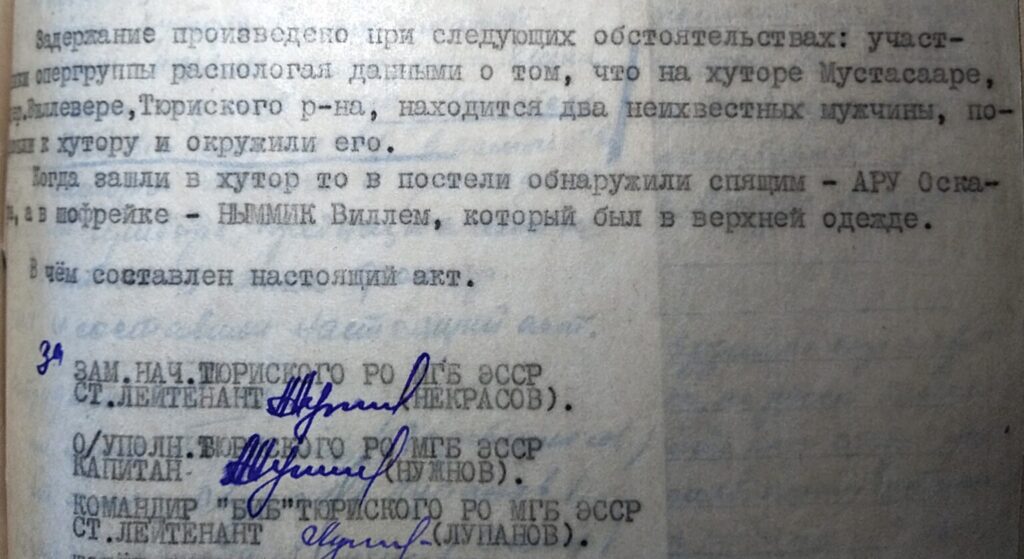 Задержание произведено при следующих обстоятельствах: участ-
опергруппы распологая данными о том, что на хуторе Мустасааре,
Тюриского р-на, находится два неихвестных мужчины, по-
к хутору и окружили его.
Когда зашли в хутор то в постели обнаружили спящим - АРУ Оска-
а в шофрейке - НЫММИК Виллем, который был в верхней одежде.
В чём составлен настоящий акт.
За
ЗАМ.НАЧ.ТЮРИСКОГО РО МГБ ЭССР
СТ.ЛЕЙТЕНАНТ (НЕКРАСОВ).
О/УПОЛН.ТЮРИСКОГО РО МГБ ЭССР
КАПИТАН- (НУЖНОВ).
КОМАНДИР "БИБ"ТЮРИСКОГО РО МГБ ЭССР
СТ.ЛЕЙТЕНАНТ -(ЛУПАНОВ).